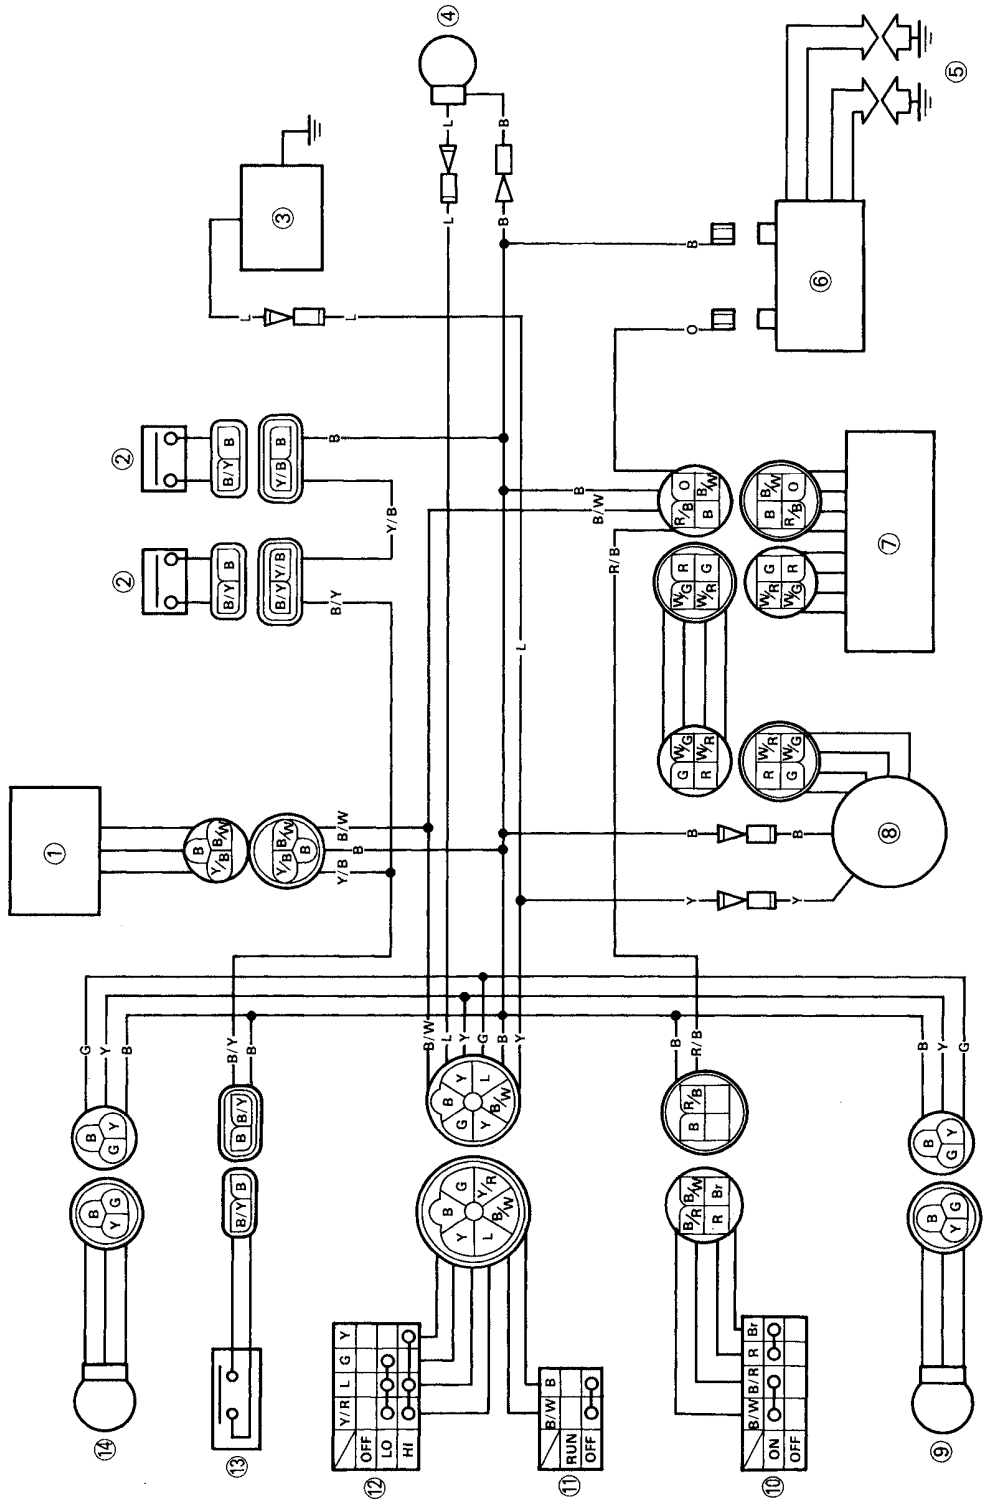 ④
⑤
③
L
B
L
B
L
L
B
O
⑥
②
②
B/Y B
B/Y B
Y/B B
B/Y Y/B
B
Y/B
B/Y
B
B/W
R/B
L
O
R/B
B/W
B
B
B/W
R/B
O
W/G R
W/R G
W/R G
W/G R
⑦
①
B
Y/B B/W
B/W
Y/B B
B/W
B
Y/B
G W/G
R W/R
R W/R
G W/G
B
B
Y
Y
⑧
G
Y
B
B/Y
B
B/W
L
Y
G
B
Y
B
R/B
B
Y
G
B
G Y
B B/Y
B
Y
L
B/W
Y
G
B R/B
B
G Y
B
Y G
B/Y B
B
G
Y/R
B/W
L
Y
B/R B/W
R Br
B
Y G
⑭
⑬
⑫
Y/R L G Y
OFF
LO
HI
⑪
B/W B
RUN
OFF
⑩
B/W B/R R Br
ON
OFF
⑨